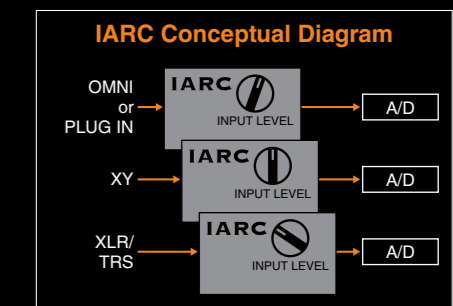 IARC Conceptual Diagram
OMNI
or
PLUG IN
IARC
INPUT LEVEL
A/D
XY
IARC
INPUT LEVEL
A/D
XLR/
TRS
IARC
INPUT LEVEL
A/D